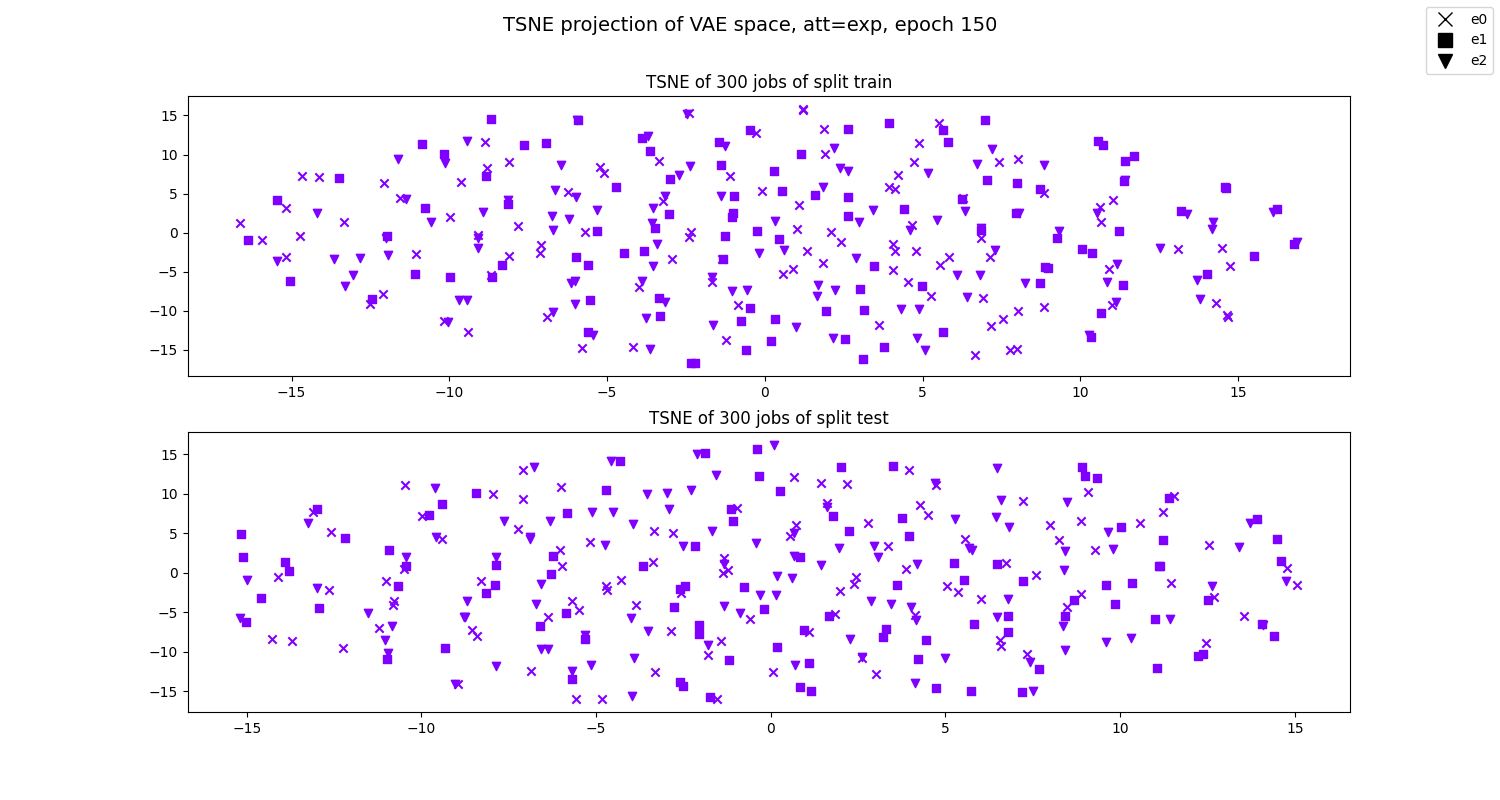 TSNE projection of VAE space, att=exp, epoch 150
e0
e1
e2
TSNE of 300 jobs of split train
15
10
5
0
−5
−10
−15
−15 −10 −5 0 5 10 15
TSNE of 300 jobs of split test
15
10
5
0
−5
−10
−15
−15 −10 −5 0 5 10 15